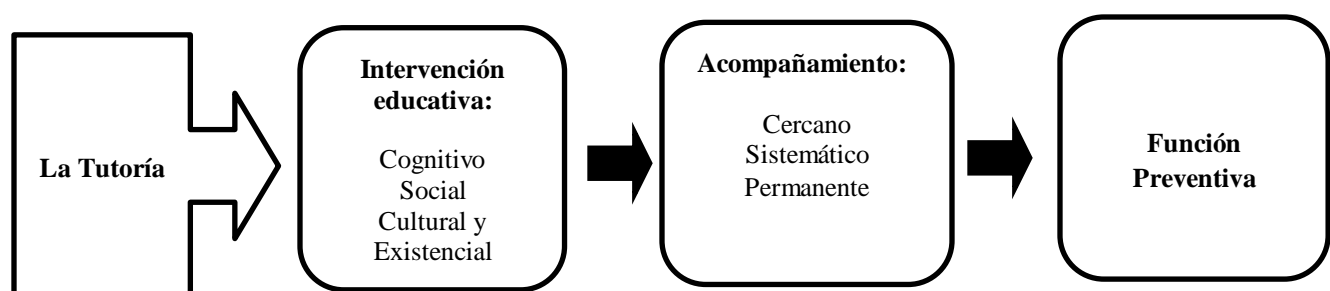 La Tutoría
Intervención
educativa:
Cognitivo
Social
Cultural y
Existencial
Acompañamiento:
Cercano
Sistemático
Permanente
Función
Preventiva